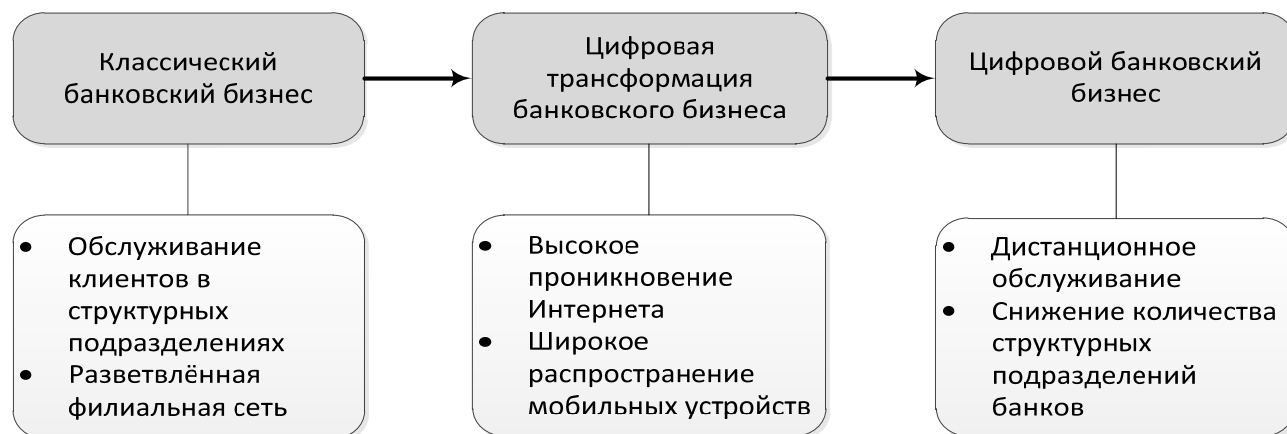 Классический
банковский бизнес
Цифровая
трансформация
банковского бизнеса
Цифровой банковский
бизнес
• Обслуживание
клиентов в
структурных
подразделениях
• Разветвлённая
филиальная сеть
• Высокое
проникновение
Интернета
• Широкое
распространение
мобильных устройств
• Дистанционное
обслуживание
• Снижение количества
структурных
подразделений
банков